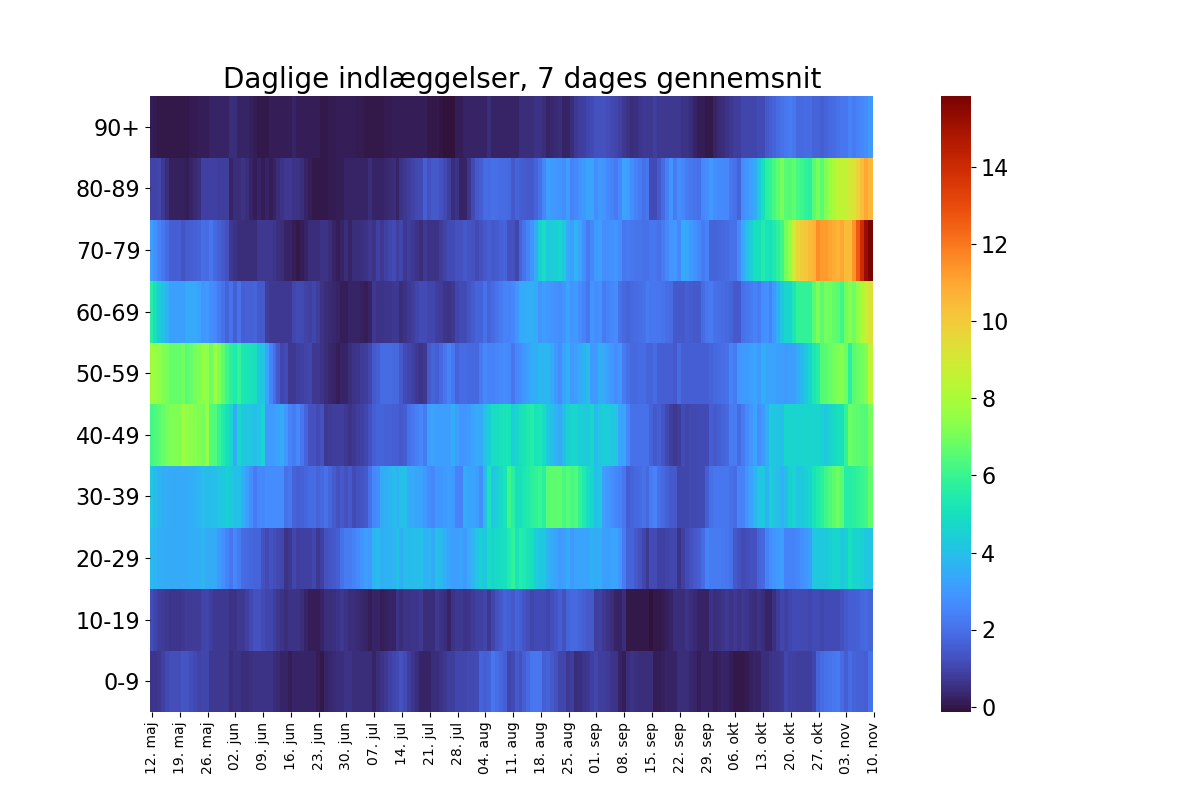 Daglige indlæggelser, 7 dages gennemsnit
90+
80-89
70-79
60-69
50-59
40-49
30-39
20-29
10-19
0-9
12. maj
19. maj
26. maj
02. jun
09. jun
16. jun
23. jun
30. jun
07. jul
14. jul
21. jul
28. jul
04. aug
11. aug
18. aug
25. aug
01. sep
08. sep
15. sep
22. sep
29. sep
06. okt
13. okt
20. okt
27. okt
03. nov
10. nov
14
12
10
8
6
4
2
0